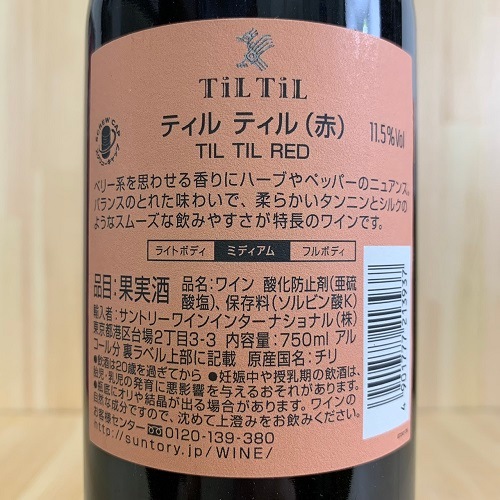 TiL TiL
SCREW CAP
ティル ティル(赤) 11.5%Vol
TIL TIL RED
ベリー系を思わせる香りにハーブやペッパーのニュアンス。
バランスのとれた味わいで、柔らかいタンニンとシルクの
ようなスムーズな飲みやすさが特長のワインです。
ライトボディ ミディアム フルボディ
品目:果実酒 品名:ワイン 酸化防止剤(亜硫
酸塩)、保存料(ソルビン酸K)
輸入者:サントリーワインインターナショナル(株)
東京都港区台場2丁目3-3 内容量:750ml アル
コール分 裏ラベル上部に記載 原産国名:チリ
●飲酒は20歳を過ぎてから ●妊娠中や授乳期の飲酒は、
胎児・乳児の発育に悪影響を与えるおそれがあります。
●瓶底にオリや結晶が出る場合がありますが、ワインの
自然な成分ですので、沈めて上澄みをお飲みください。
お客様センター 0120-139-380
http://suntory.jp/WINE/
4 901777 213937